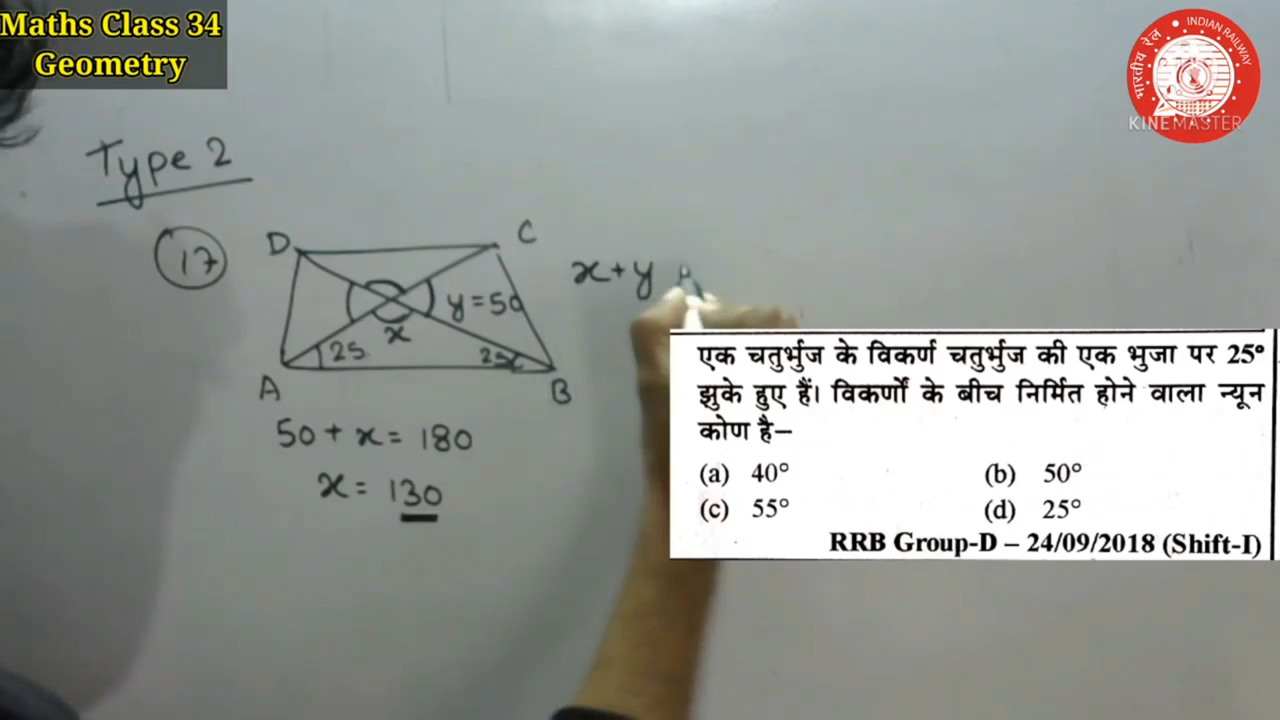 Maths Class 34
Geometry
भारतीय रेल
INDIAN RAILWAY
KINEMASTER
Type 2
17
D
C
y = 50
x
25
25
A
B
x + y
50 + x = 180
x = 130
एक चतुर्भुज के विकर्ण चतुर्भुज की एक भुजा पर 25°
झुके हुए हैं। विकर्णों के बीच निर्मित होने वाला न्यून
कोण है–
(a) 40°
(b) 50°
(c) 55°
(d) 25°
RRB Group-D – 24/09/2018 (Shift-I)